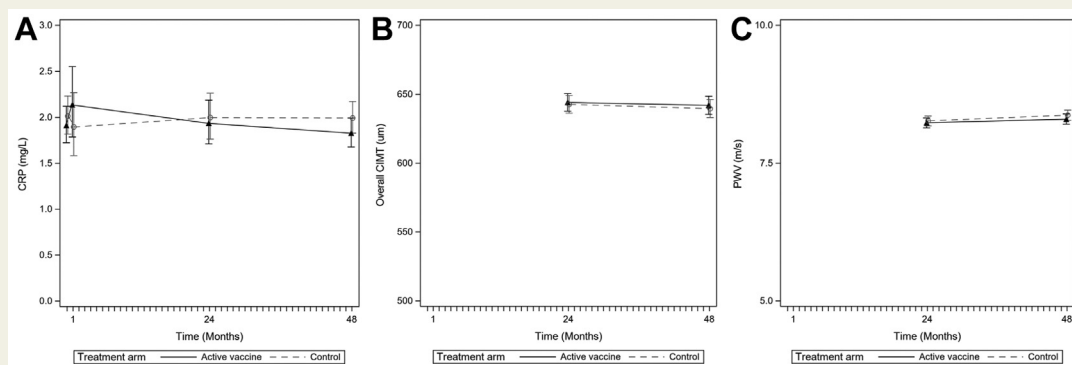 A
3.0
2.5
2.0
1.5
1.0
0.5
0.0
CRP (mg/L)
1 24 48
Time (Months)
Treatment arm Active vaccine Control
B
700
650
600
550
500
Overall CIMT (um)
1 24 48
Time (Months)
Treatment arm Active vaccine Control
C
10.0
7.5
5.0
PWV (m/s)
1 24 48
Time (Months)
Treatment arm Active vaccine Control